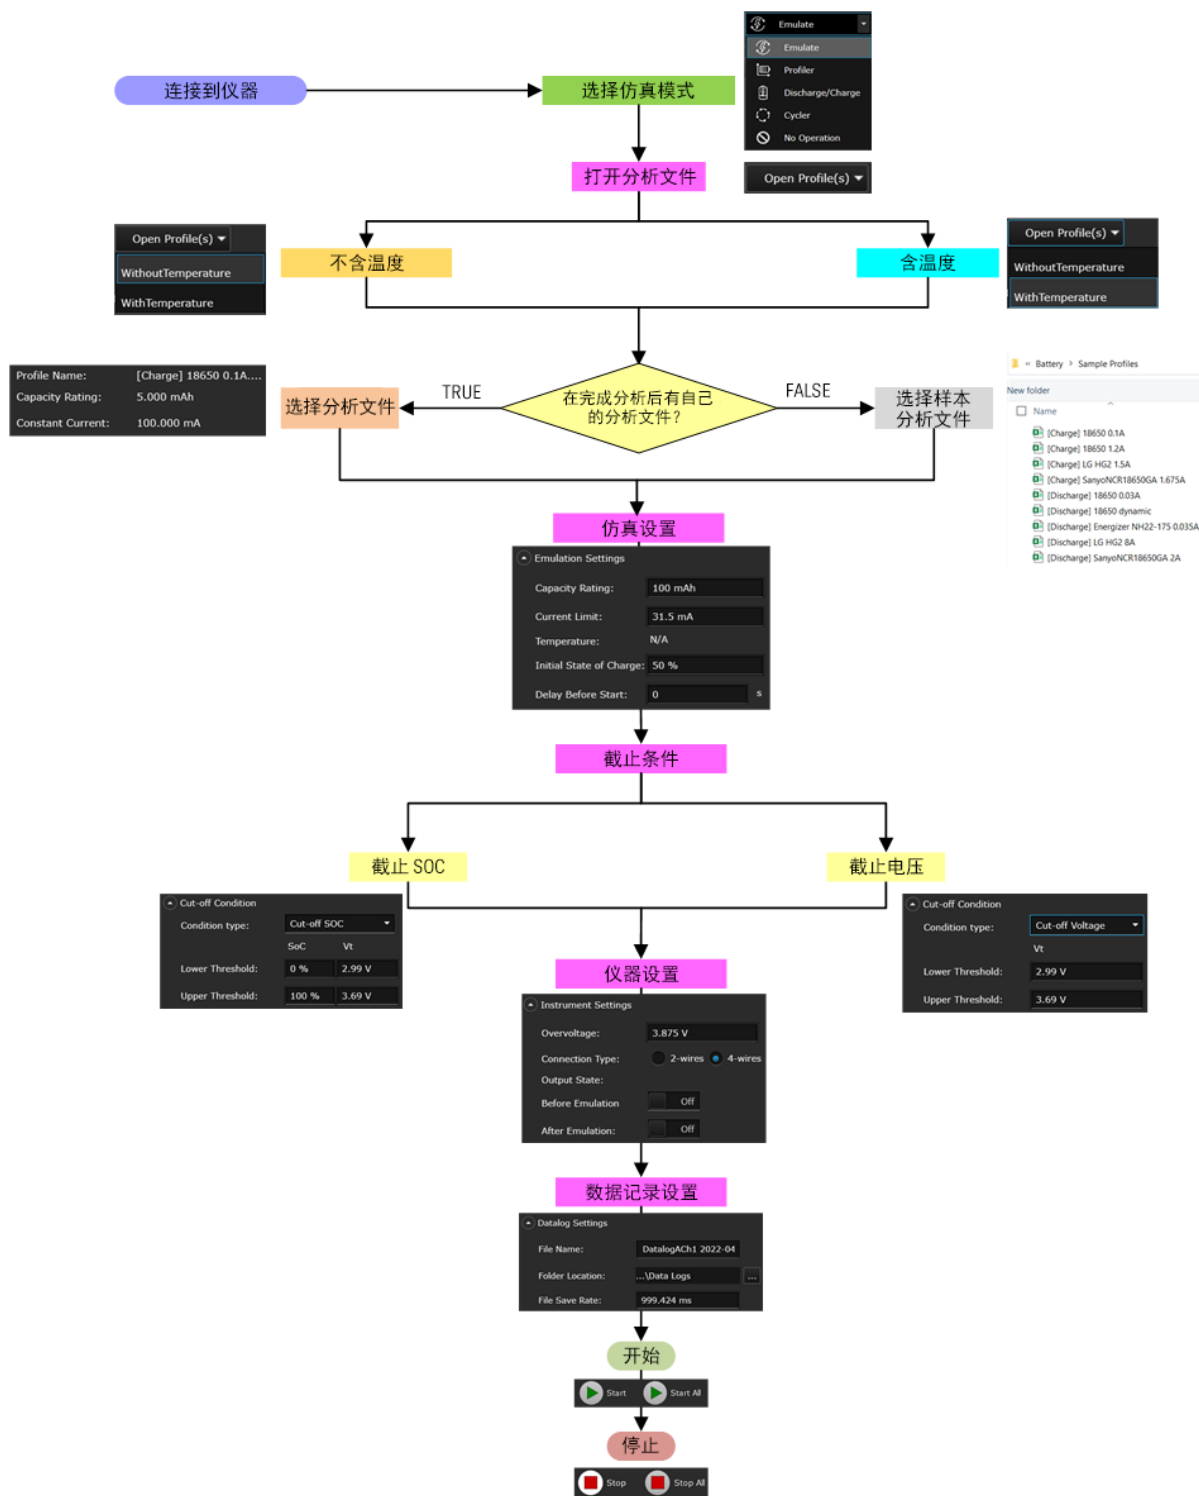 Emulate
Emulate
Profiler
Discharge/Charge
Cycler
No Operation
连接到仪器
选择仿真模式
打开分析文件
Open Profile(s)
Open Profile(s)
WithoutTemperature
WithTemperature
不含温度
含温度
Open Profile(s)
WithoutTemperature
WithTemperature
Profile Name: [Charge] 18650 0.1A....
Capacity Rating: 5.000 mAh
Constant Current: 100.000 mA
选择分析文件
TRUE
在完成分析后有自己
的分析文件?
FALSE
选择样本
分析文件
« Battery > Sample Profiles
New folder
Name
[Charge] 18650 0.1A
[Charge] 18650 1.2A
[Charge] LG HG2 1.5A
[Charge] SanyoNCR18650GA 1.675A
[Discharge] 18650 0.03A
[Discharge] 18650 dynamic
[Discharge] Energizer NH22-175 0.035A
[Discharge] LG HG2 8A
[Discharge] SanyoNCR18650GA 2A
仿真设置
Emulation Settings
Capacity Rating: 100 mAh
Current Limit: 31.5 mA
Temperature: N/A
Initial State of Charge: 50 %
Delay Before Start: 0 s
截止条件
截止 SOC
截止电压
Cut-off Condition
Condition type: Cut-off SOC
SoC Vt
Lower Threshold: 0 % 2.99 V
Upper Threshold: 100 % 3.69 V
Cut-off Condition
Condition type: Cut-off Voltage
Vt
Lower Threshold: 2.99 V
Upper Threshold: 3.69 V
仪器设置
Instrument Settings
Overvoltage: 3.875 V
Connection Type: 2-wires 4-wires
Output State:
Before Emulation Off
After Emulation: Off
数据记录设置
Datalog Settings
File Name: DatalogACh1 2022-04
Folder Location: ...\Data Logs ...
File Save Rate: 999.424 ms
开始
Start Start All
停止
Stop Stop All